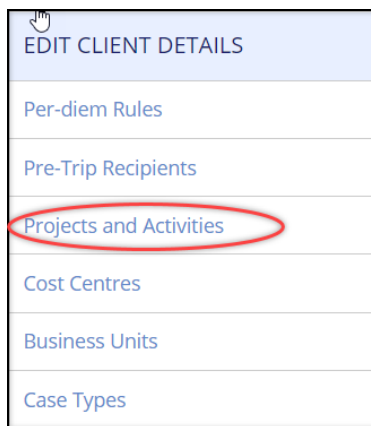 EDIT CLIENT DETAILS
Per-diem Rules
Pre-Trip Recipients
Projects and Activities
Cost Centres
Business Units
Case Types